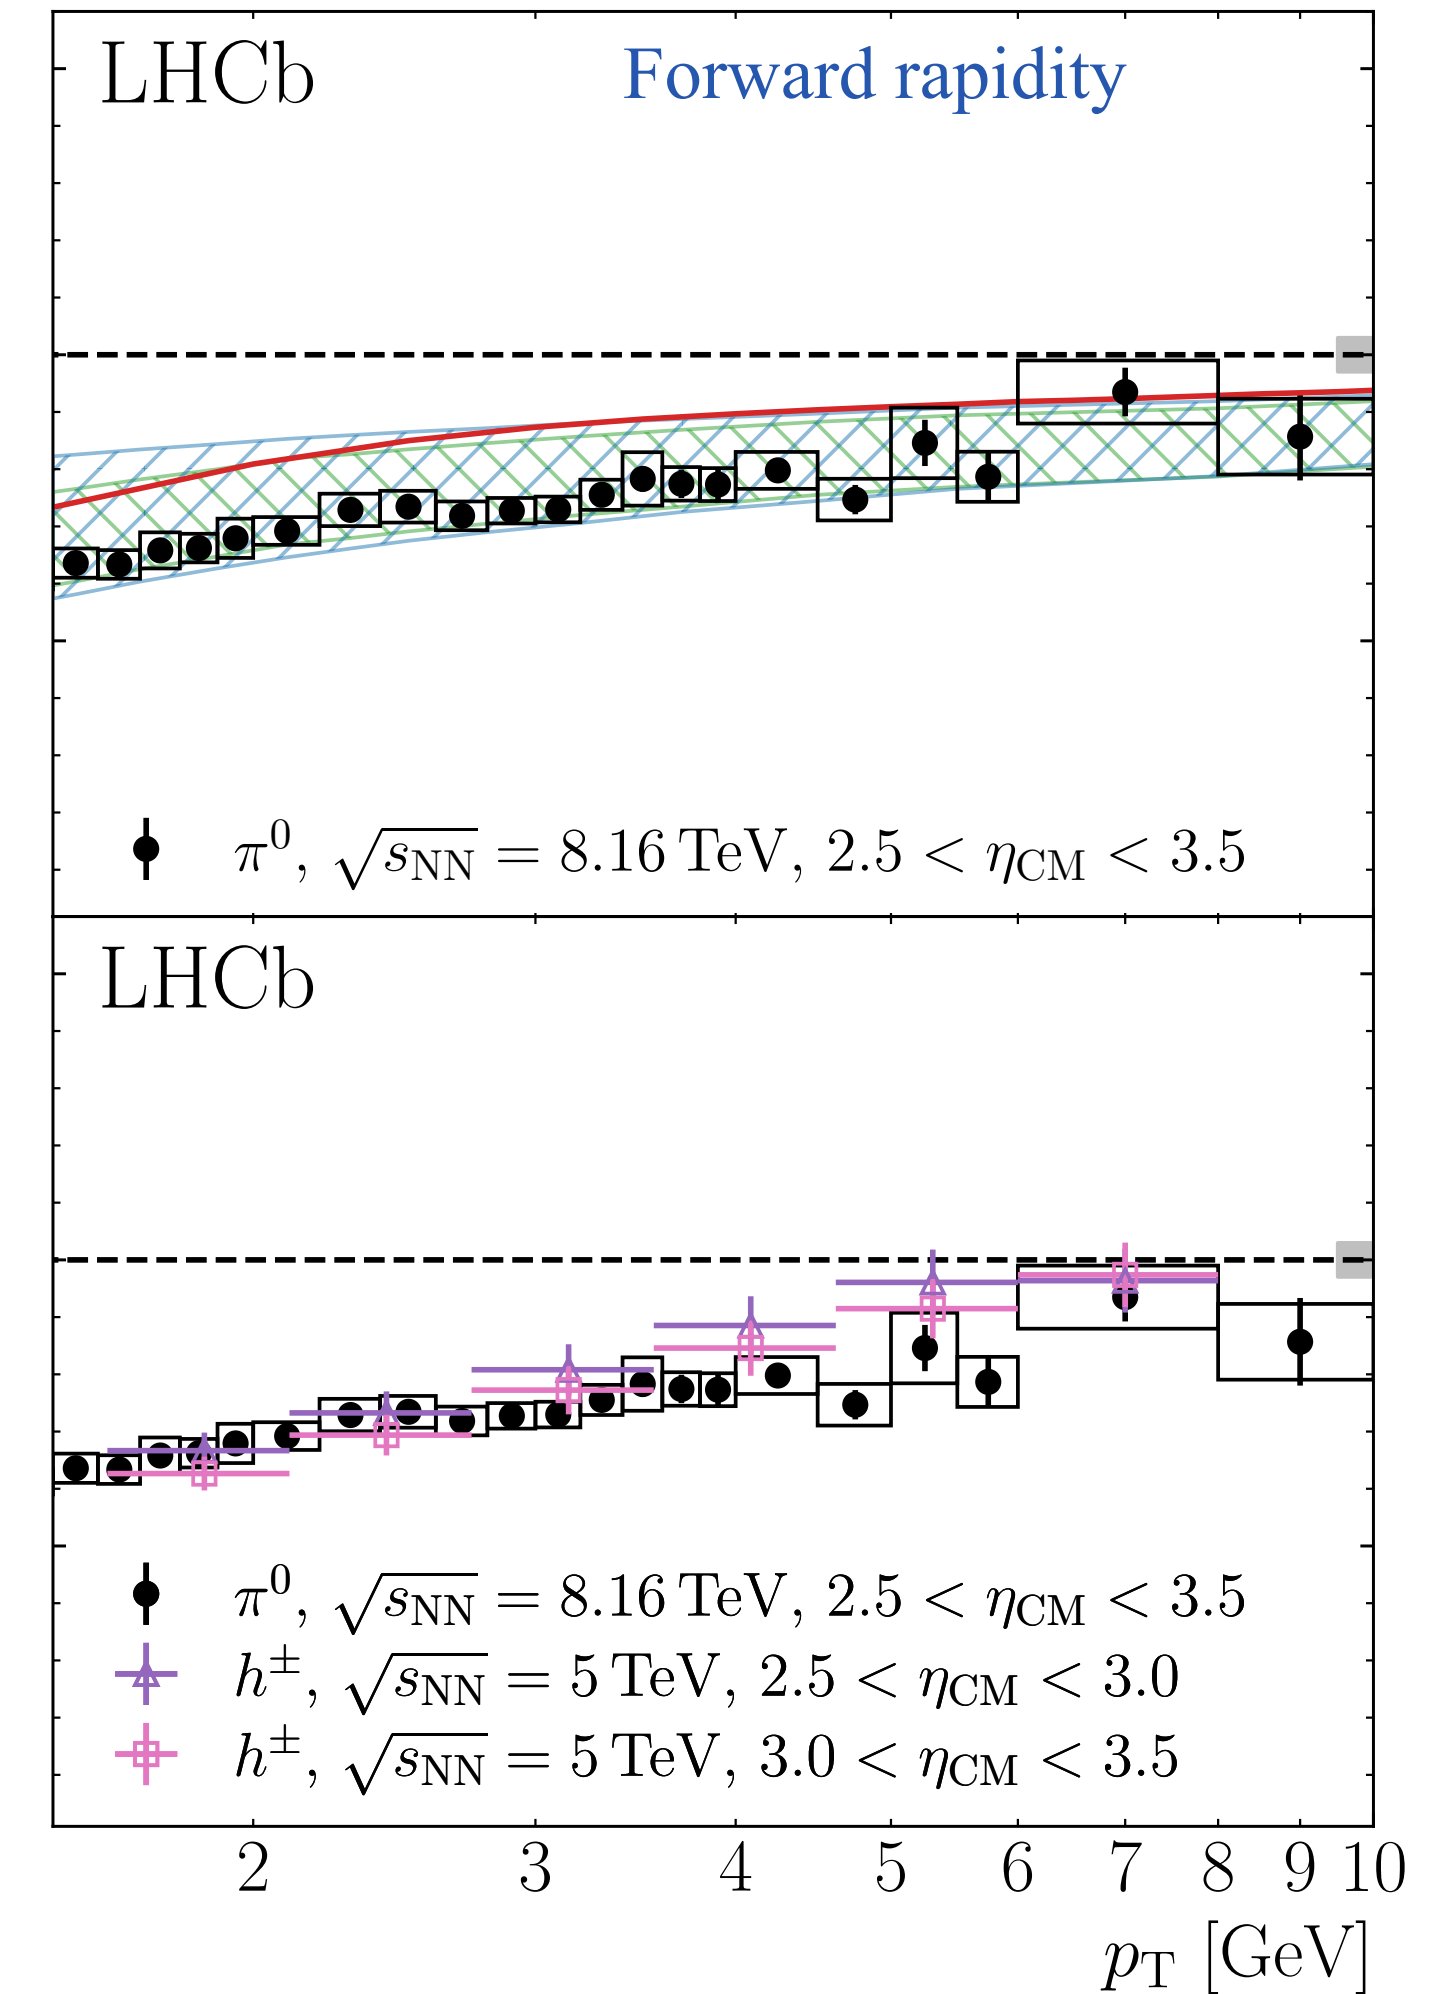 LHCb
Forward rapidity
π⁰, √s_NN = 8.16 TeV, 2.5 < η_CM < 3.5
LHCb
π⁰, √s_NN = 8.16 TeV, 2.5 < η_CM < 3.5
h±, √s_NN = 5 TeV, 2.5 < η_CM < 3.0
h±, √s_NN = 5 TeV, 3.0 < η_CM < 3.5
2 3 4 5 6 7 8 9 10
p_T [GeV]